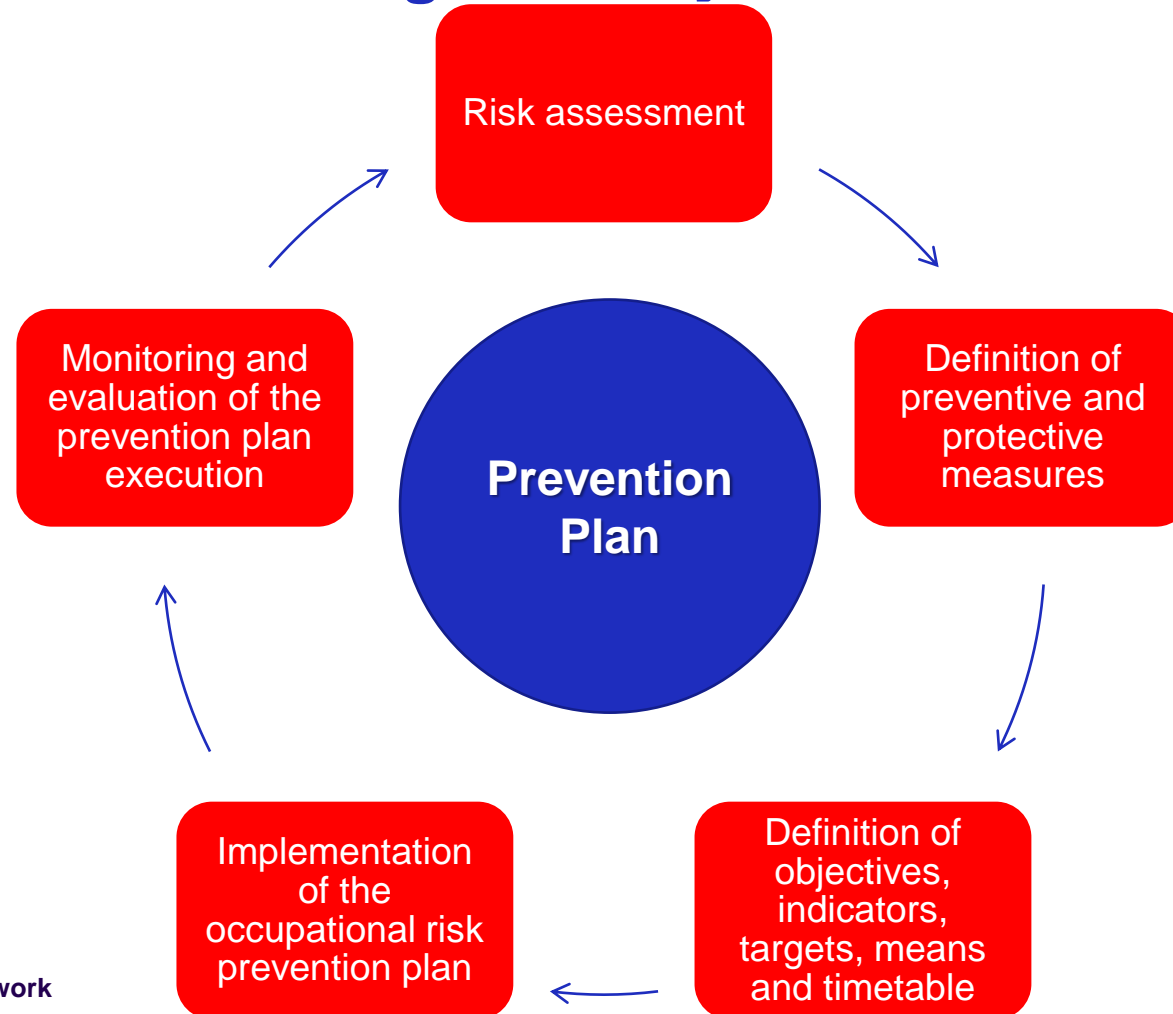 Risk assessment
Definition of
preventive and
protective
measures
Definition of
objectives,
indicators,
targets, means
and timetable
Implementation
of the
occupational risk
prevention plan
Monitoring and
evaluation of the
prevention plan
execution
Prevention
Plan